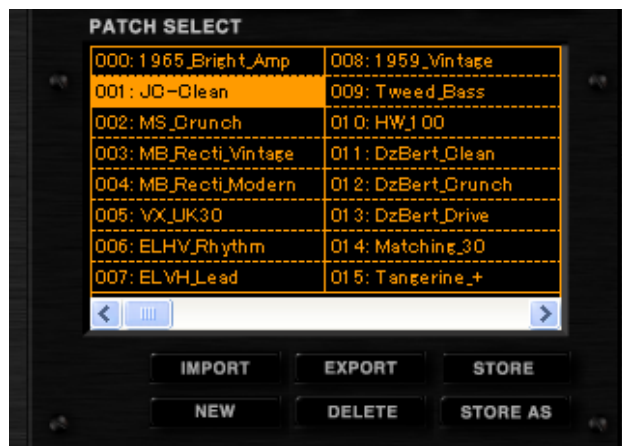 PATCH SELECT
000: 1965_Bright_Amp
001: JC-Clean
002: MS_Crunch
003: MB_Recti_Vintage
004: MB_Recti_Modern
005: VX_UK30
006: ELHV_Rhythm
007: ELVH_Lead
008: 1959_Vintage
009: Tweed_Bass
010: HW_100
011: DzBert_Clean
012: DzBert_Crunch
013: DzBert_Drive
014: Matching_30
015: Tangerine_+
IMPORT EXPORT STORE
NEW DELETE STORE AS